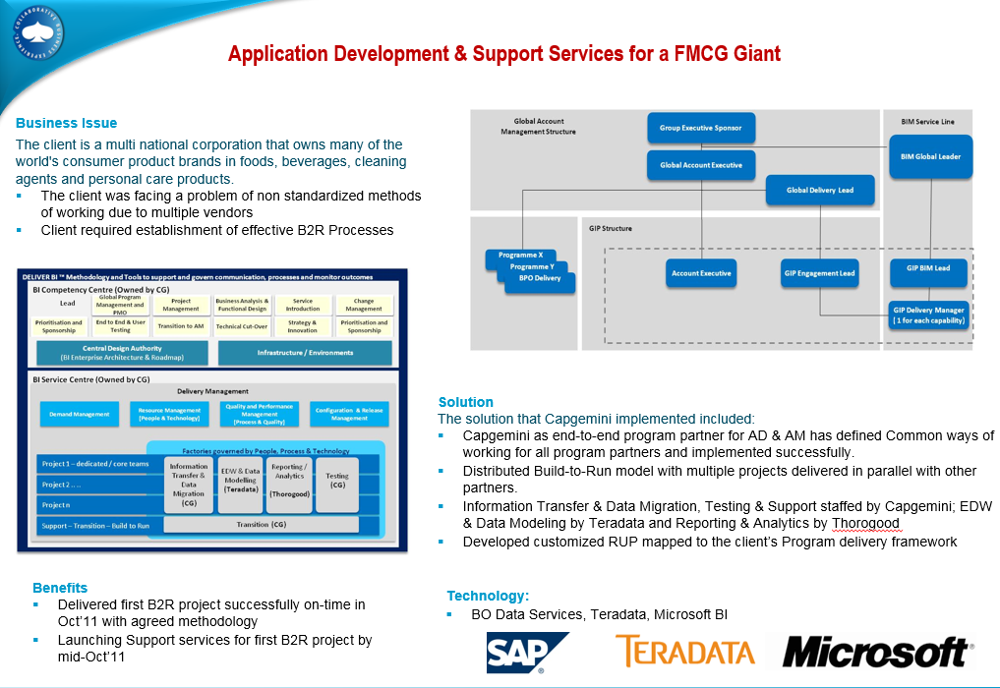 COLLABORATIVE BUSINESS EXPERIENCE
Application Development & Support Services for a FMCG Giant
Business Issue
The client is a multi national corporation that owns many of the
world's consumer product brands in foods, beverages, cleaning
agents and personal care products.
The client was facing a problem of non standardized methods
of working due to multiple vendors
Client required establishment of effective B2R Processes
DELIVER BI ™ Methodology and Tools to support and govern communication, processes and monitor outcomes
BI Competency Centre (Owned by CG)
Lead
Global Program
Management and
PMO
Project
Management
Business Analysis &
Functional Design
Service
Introduction
Change
Management
Prioritisation and
Sponsorship
End to End & User
Testing
Transition to AM
Technical Cut-Over
Strategy &
Innovation
Prioritisation and
Sponsorship
Central Design Authority
(BI Enterprise Architecture & Roadmap)
Infrastructure / Environments
BI Service Centre (Owned by CG)
Delivery Management
Demand Management
Resource Management
[People & Technology]
Quality and Performance
Management
[Process & Quality]
Configuration & Release
Management
Factories governed by People, Process & Technology
Project 1 – dedicated / core teams
Project 2 . . . .
Project n
Support – Transition – Build to Run
Information
Transfer &
Data
Migration
(CG)
EDW & Data
Modelling
(Teradata)
Reporting /
Analytics
(Thorogood)
Testing
(CG)
Transition (CG)
Benefits
Delivered first B2R project successfully on-time in
Oct'11 with agreed methodology
Launching Support services for first B2R project by
mid-Oct'11
Global Account
Management Structure
Group Executive Sponsor
Global Account Executive
Global Delivery Lead
BIM Service Line
BIM Global Leader
Programme X
Programme Y
BPO Delivery
GIP Structure
Account Executive
GIP Engagement Lead
GIP BIM Lead
GIP Delivery Manager
( 1 for each capability)
Solution
The solution that Capgemini implemented included:
Capgemini as end-to-end program partner for AD & AM has defined Common ways of
working for all program partners and implemented successfully.
Distributed Build-to-Run model with multiple projects delivered in parallel with other
partners.
Information Transfer & Data Migration, Testing & Support staffed by Capgemini; EDW
& Data Modeling by Teradata and Reporting & Analytics by Thorogood
Developed customized RUP mapped to the client's Program delivery framework
Technology:
BO Data Services, Teradata, Microsoft BI
SAP
TERADATA
Microsoft®